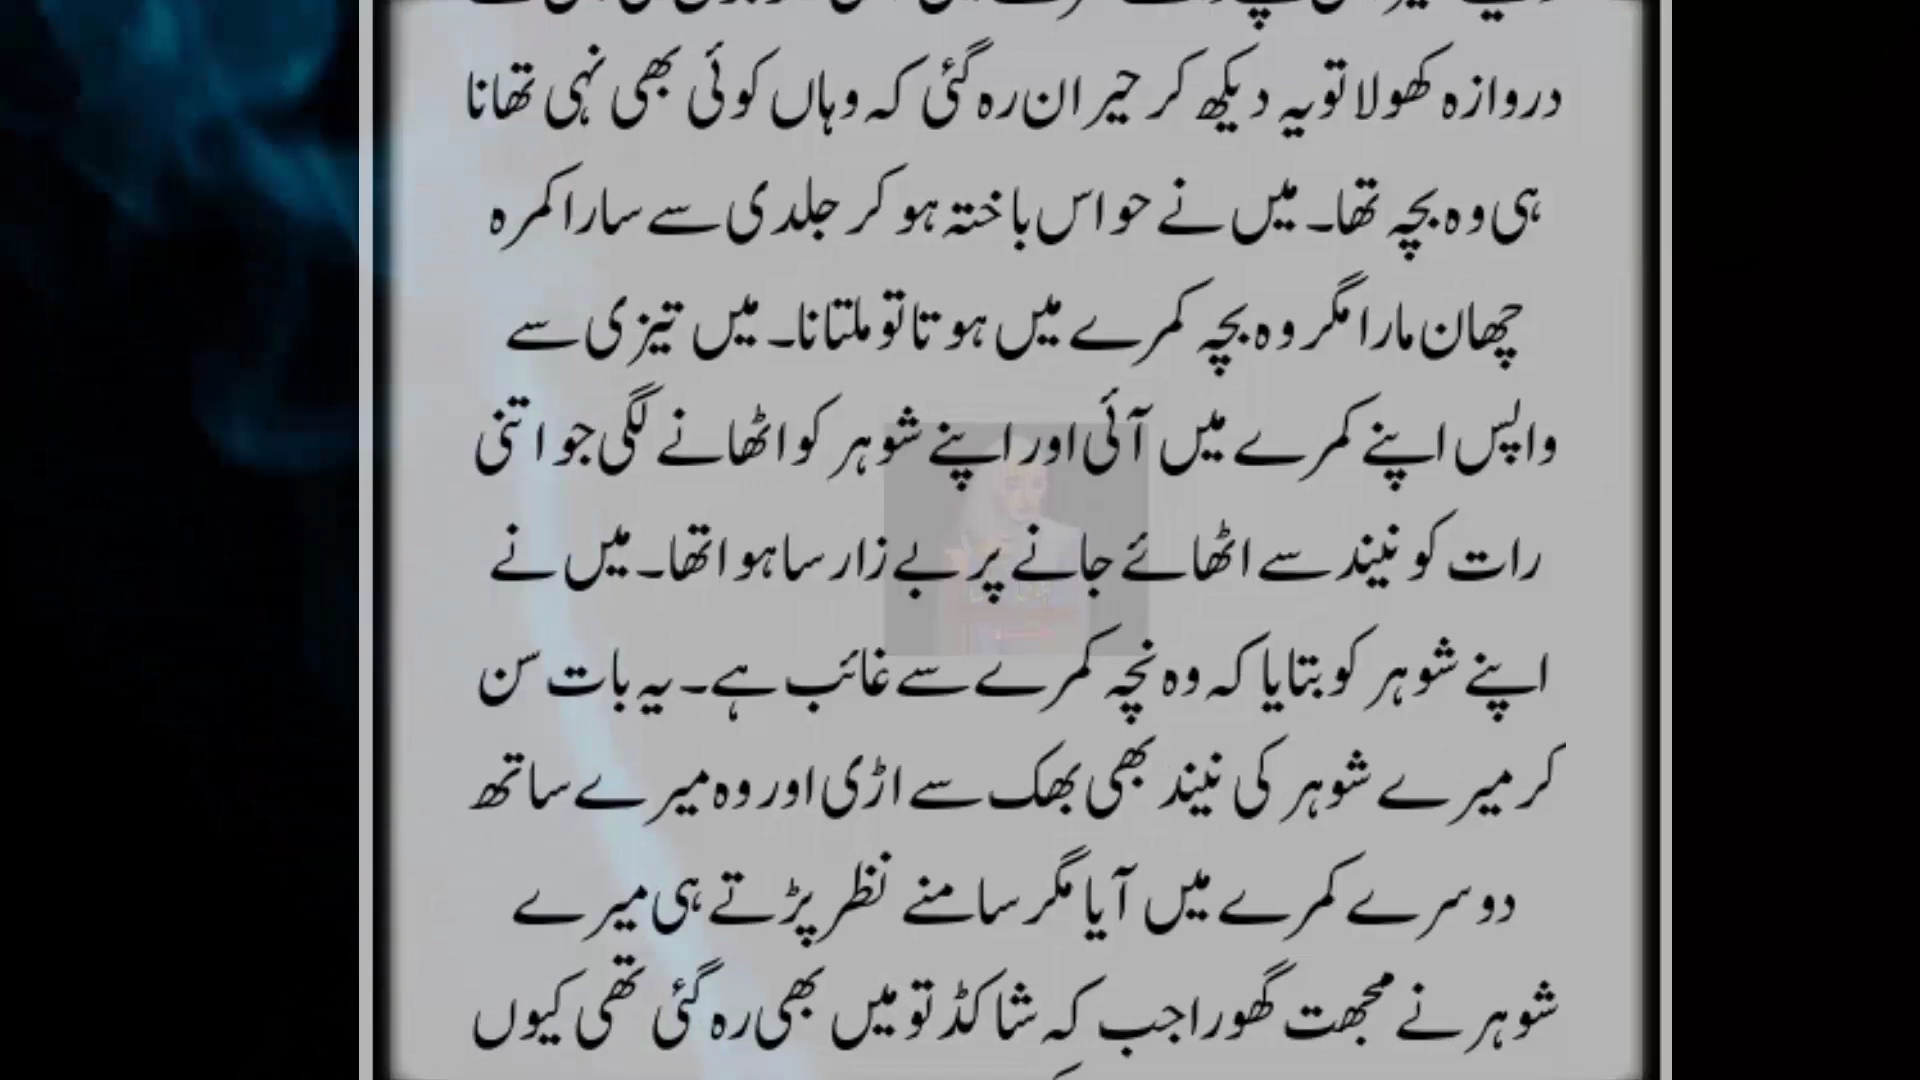 دروازہ کھولا تو یہ دیکھ کر حیران رہ گئی کہ وہاں کوئی بھی نہی تھا نا
ہی وہ بچہ تھا۔ میں نے حواس باختہ ہو کر جلدی سے سارا کمرہ
چھان مارا مگر وہ بچہ کمرے میں ہوتا تو ملتا نا۔ میں تیزی سے
واپس اپنے کمرے میں آئی اور اپنے شوہر کو اٹھانے لگی جو اتنی
رات کو نیند سے اٹھائے جانے پر بے زار سا ہوا تھا۔ میں نے
اپنے شوہر کو بتایا کہ وہ نچہ کمرے سے غائب ہے۔ یہ بات سن
کر میرے شوہر کی نیند بھی بھک سے اڑی اور وہ میرے ساتھ
دوسرے کمرے میں آیا مگر سامنے نظر پڑتے ہی میرے
شوہر نے مجھت گھورا جب کہ شاکڈ تو میں بھی رہ گئی تھی کیوں